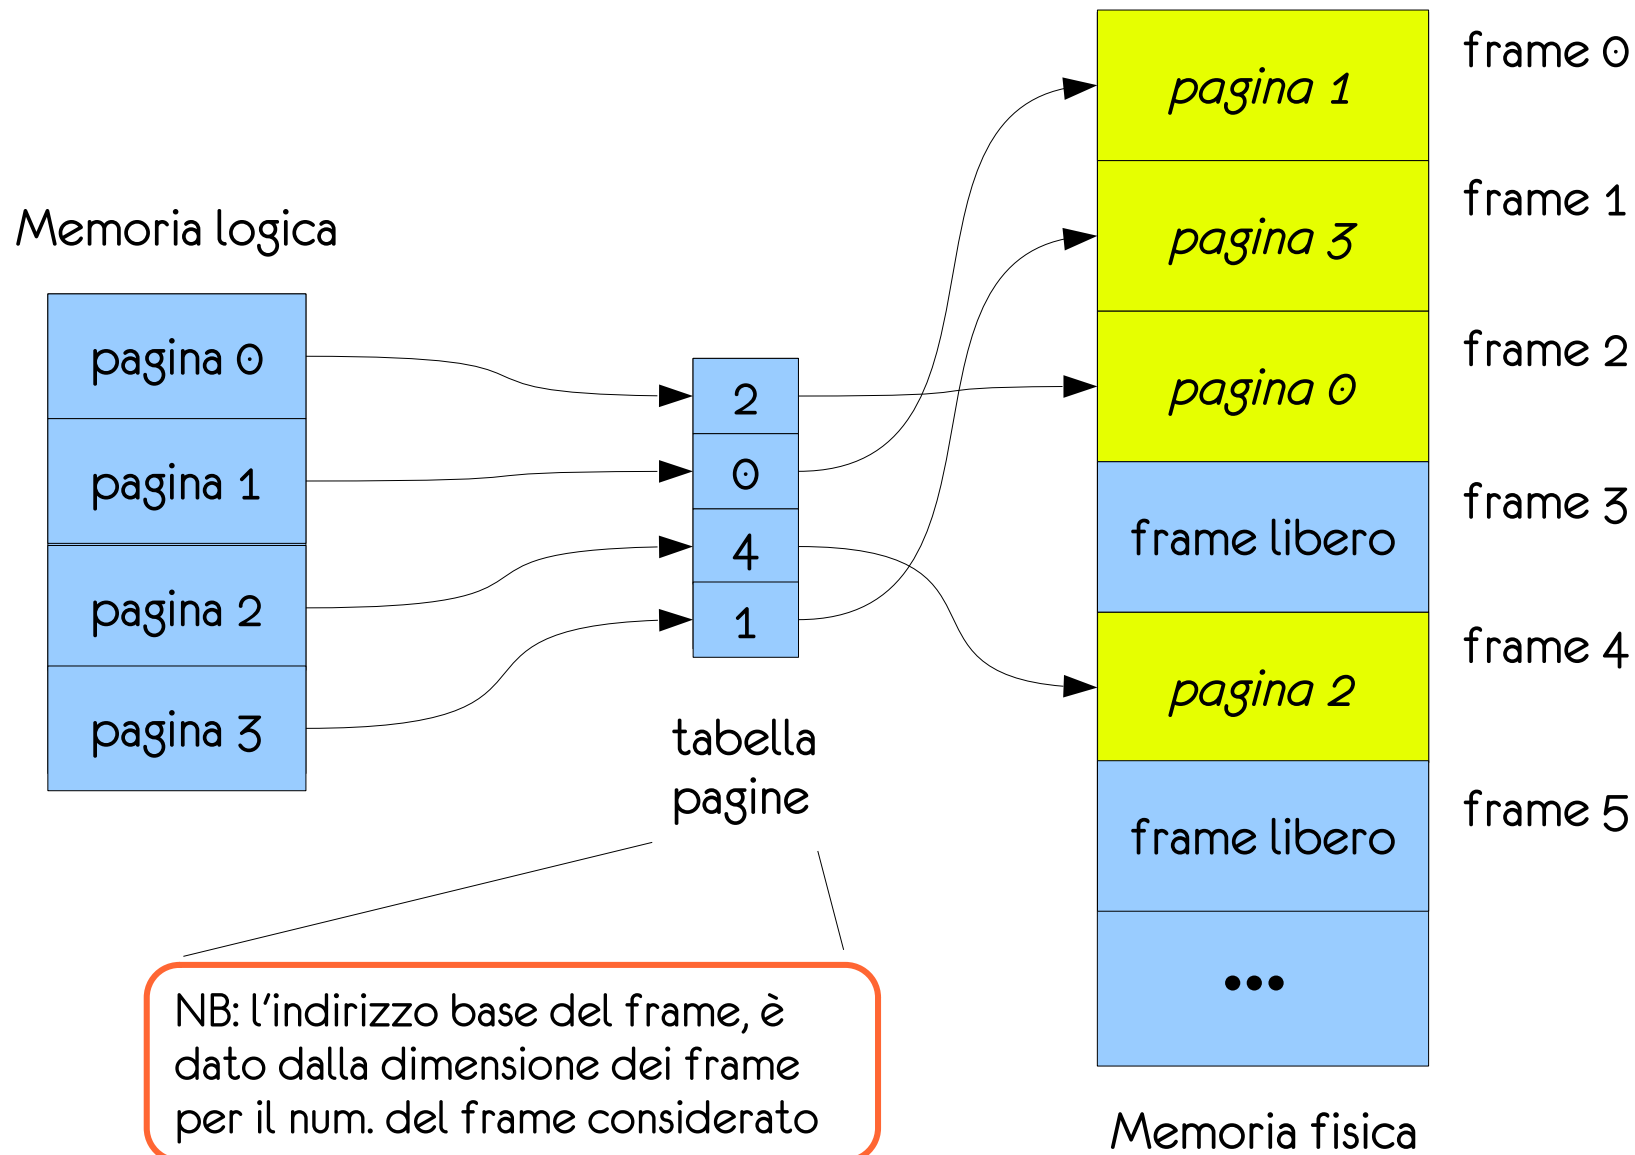 Memoria logica
pagina 0
pagina 1
pagina 2
pagina 3
2
0
4
1
tabella
pagine
NB: l'indirizzo base del frame, è
dato dalla dimensione dei frame
per il num. del frame considerato
pagina 1
frame 0
pagina 3
frame 1
pagina 0
frame 2
frame libero
frame 3
pagina 2
frame 4
frame libero
frame 5
•••
Memoria fisica